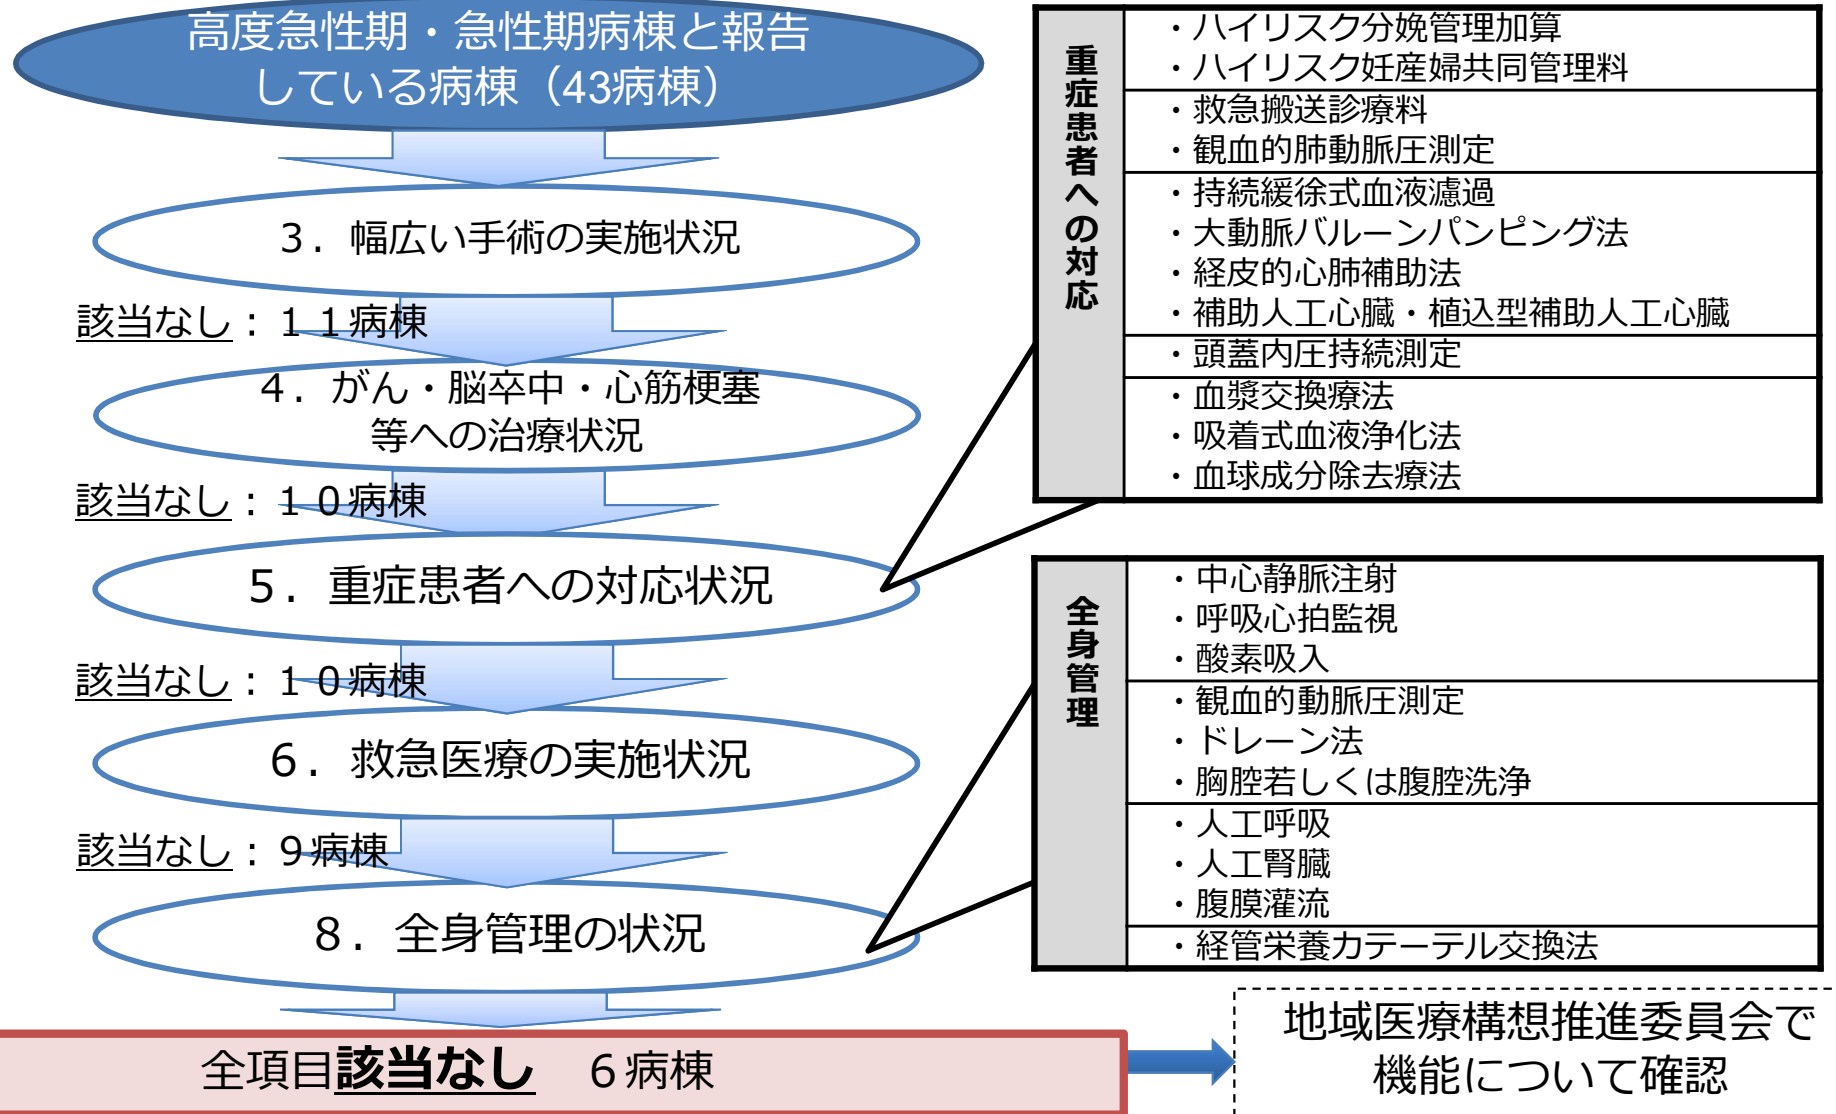 高度急性期・急性期病棟と報告
している病棟（43病棟）
３．幅広い手術の実施状況
該当なし：１１病棟
４．がん・脳卒中・心筋梗塞
等への治療状況
該当なし：１０病棟
５．重症患者への対応状況
該当なし：１０病棟
６．救急医療の実施状況
該当なし：９病棟
８．全身管理の状況
全項目該当なし　６病棟
地域医療構想推進委員会で
機能について確認
重症患者への対応
・ハイリスク分娩管理加算
・ハイリスク妊産婦共同管理料
・救急搬送診療料
・観血的肺動脈圧測定
・持続緩徐式血液濾過
・大動脈バルーンパンピング法
・経皮的心肺補助法
・補助人工心臓・植込型補助人工心臓
・頭蓋内圧持続測定
・血漿交換療法
・吸着式血液浄化法
・血球成分除去療法
全身管理
・中心静脈注射
・呼吸心拍監視
・酸素吸入
・観血的動脈圧測定
・ドレーン法
・胸腔若しくは腹腔洗浄
・人工呼吸
・人工腎臓
・腹膜灌流
・経管栄養カテーテル交換法